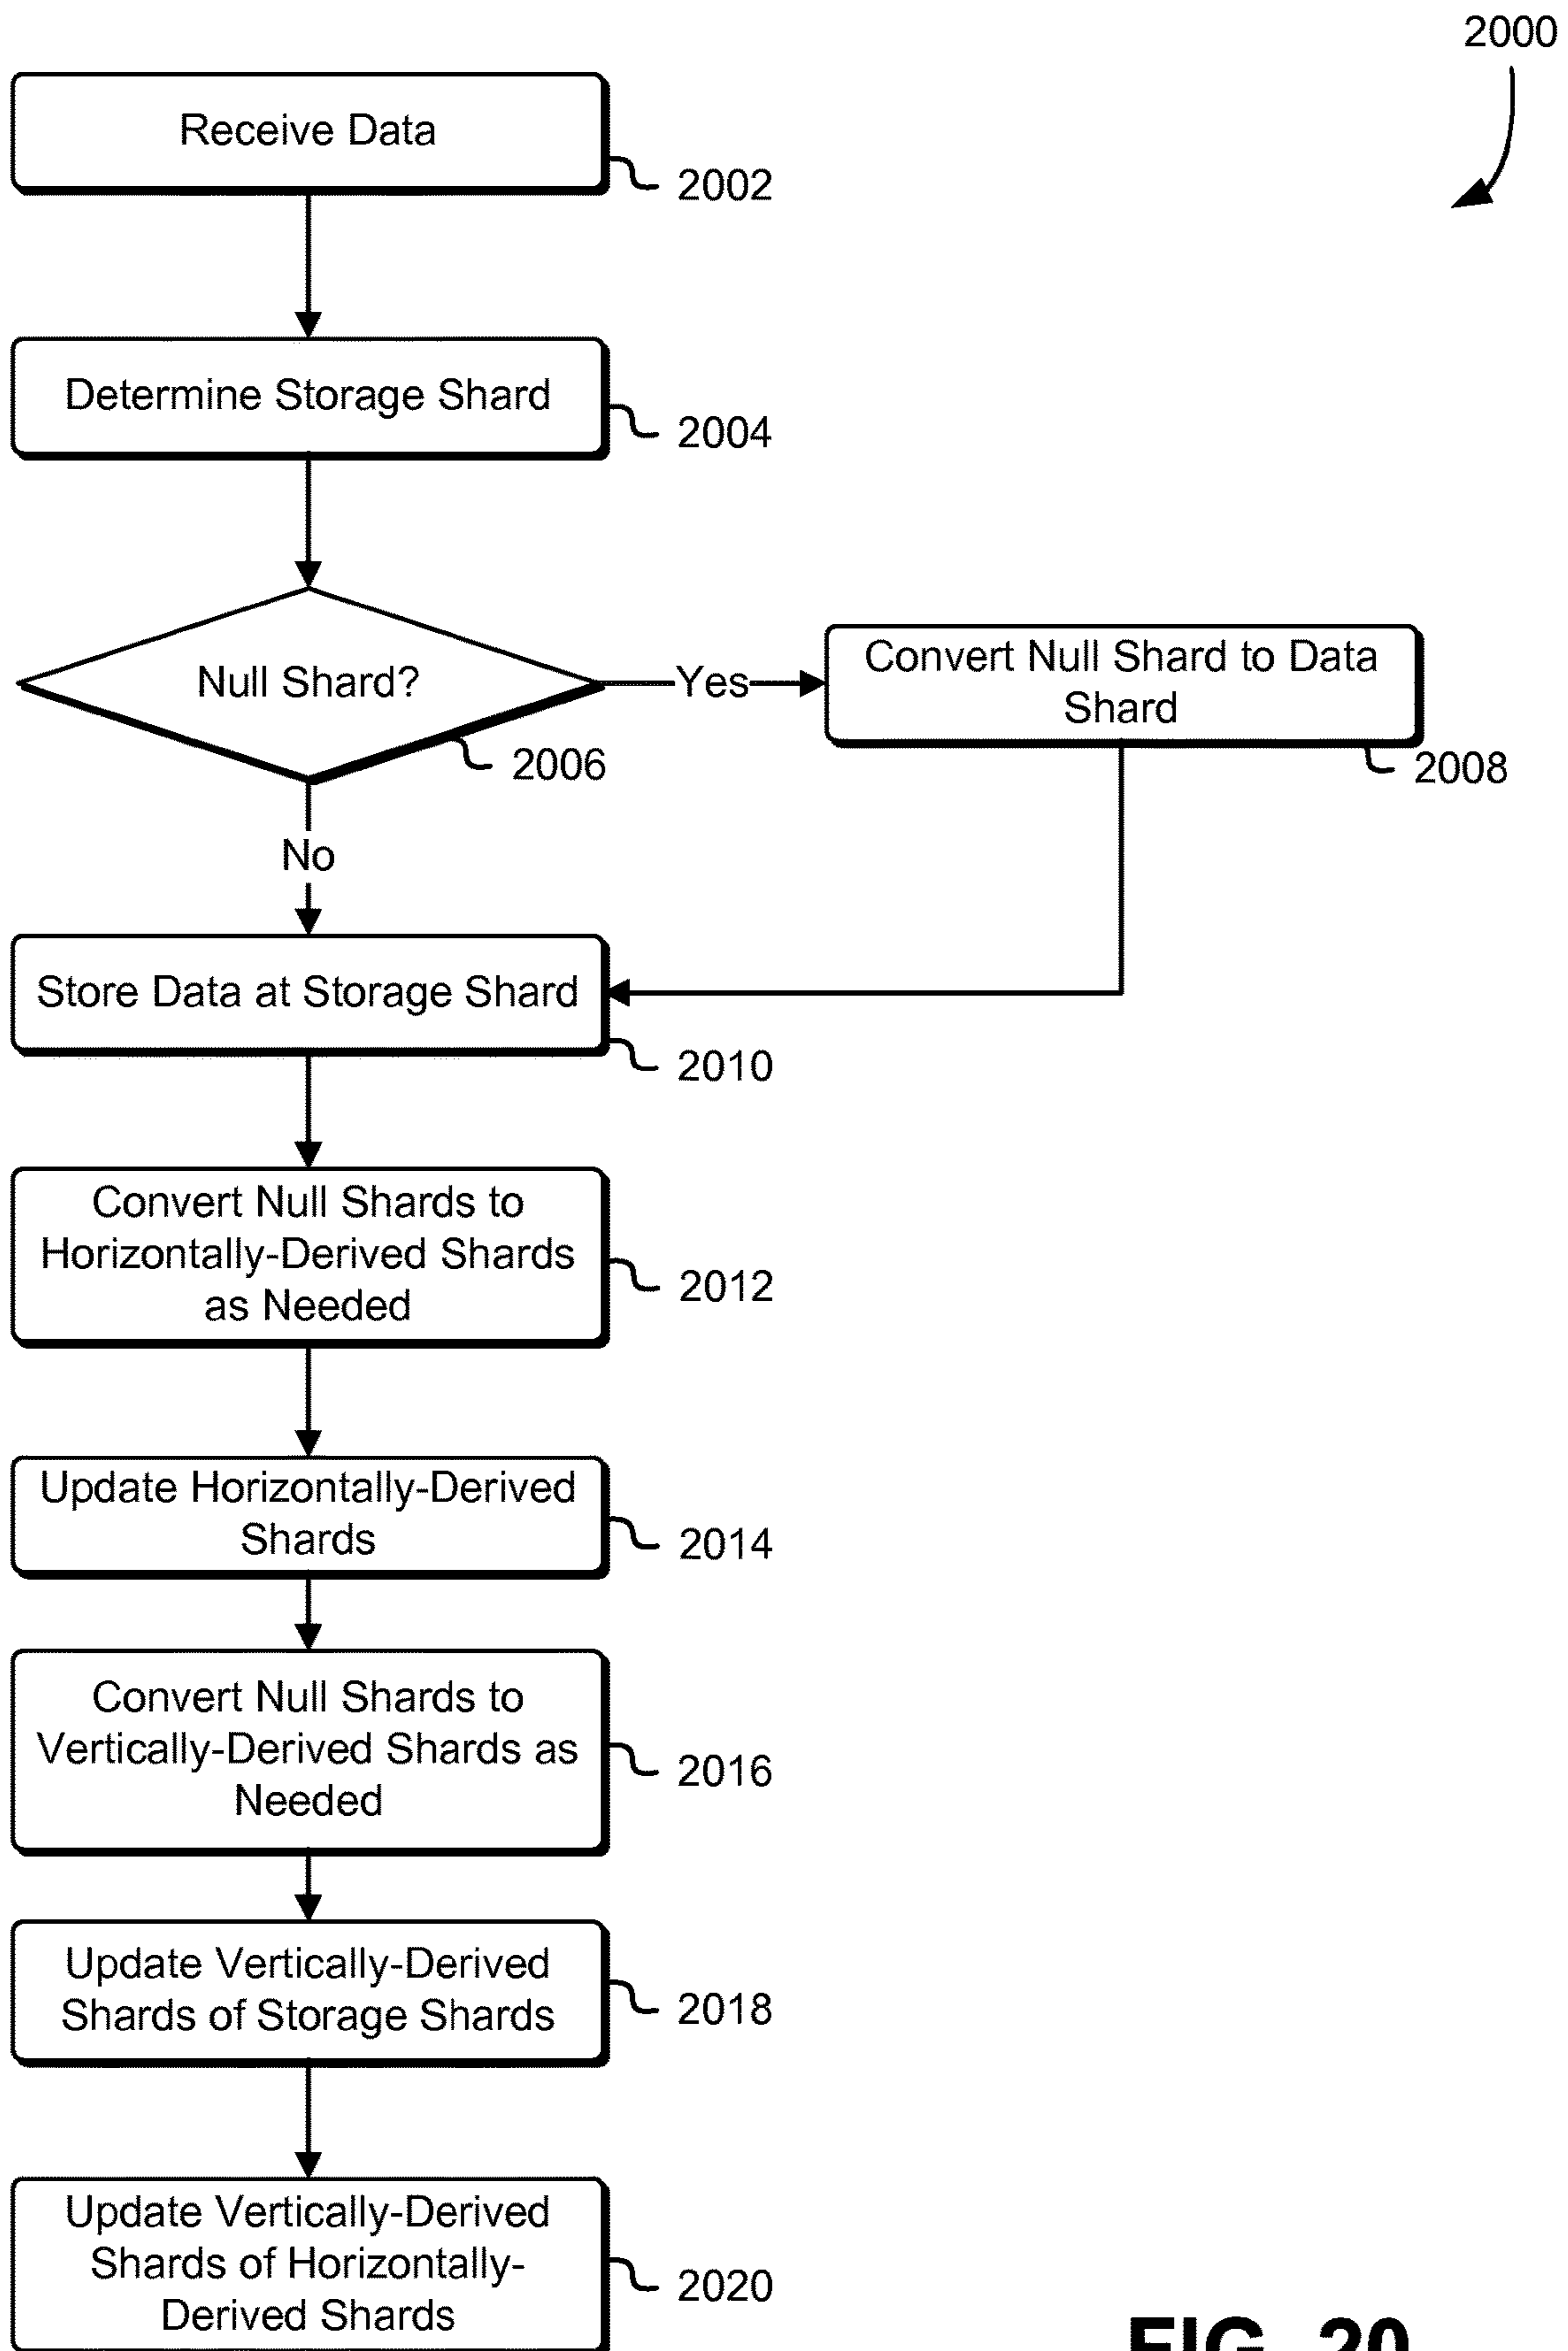 2000
Receive Data
2002
Determine Storage Shard
2004
Null Shard?
Yes
Convert Null Shard to Data
Shard
2006
2008
No
Store Data at Storage Shard
2010
Convert Null Shards to
Horizontally-Derived Shards
as Needed
2012
Update Horizontally-Derived
Shards
2014
Convert Null Shards to
Vertically-Derived Shards as
Needed
2016
Update Vertically-Derived
Shards of Storage Shards
2018
Update Vertically-Derived
Shards of Horizontally-
Derived Shards
2020
FIG. 20